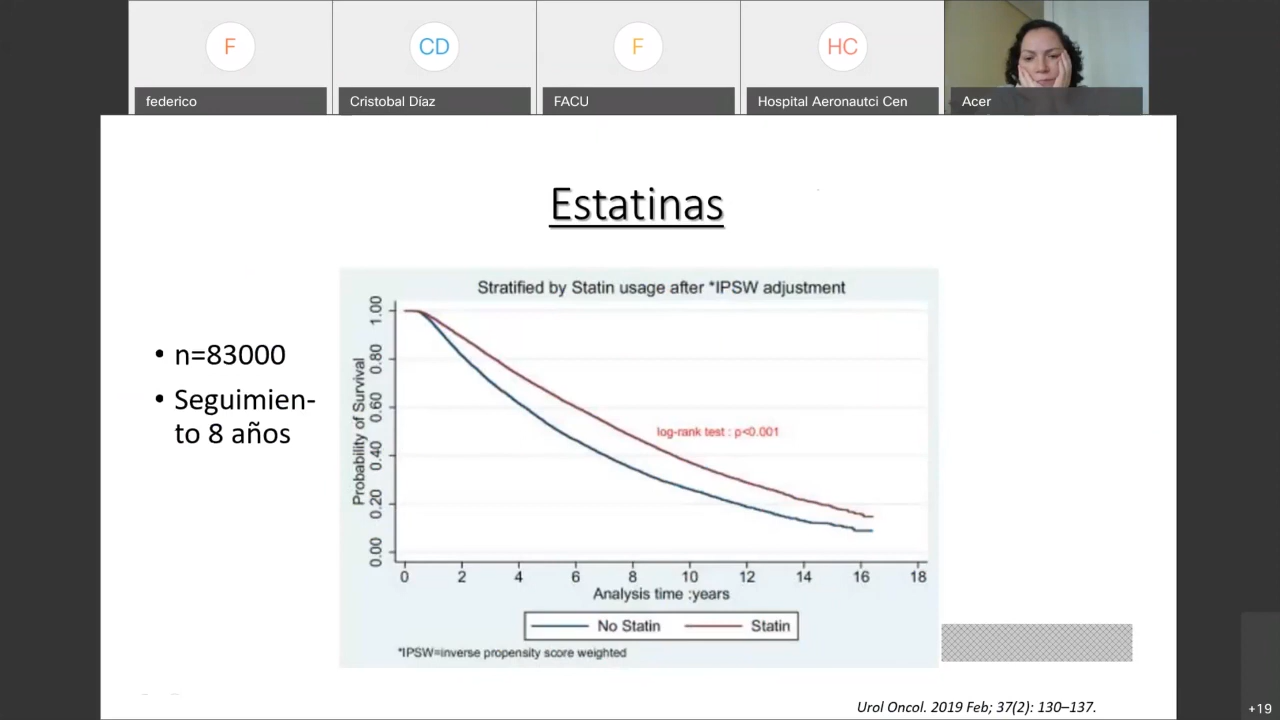 F
CD
F
HC
federico
Cristobal Díaz
FACU
Hospital Aeronautci Cen
Acer
Estatinas
• n=83000
• Seguimien-
to 8 años
Stratified by Statin usage after *IPSW adjustment
Probability of Survival
1.00
0.80
0.60
0.40
0.20
0.00
log-rank test : p<0.001
0 2 4 6 8 10 12 14 16 18
Analysis time :years
No Statin Statin
*IPSW=inverse propensity score weighted
Urol Oncol. 2019 Feb; 37(2): 130–137.
+19